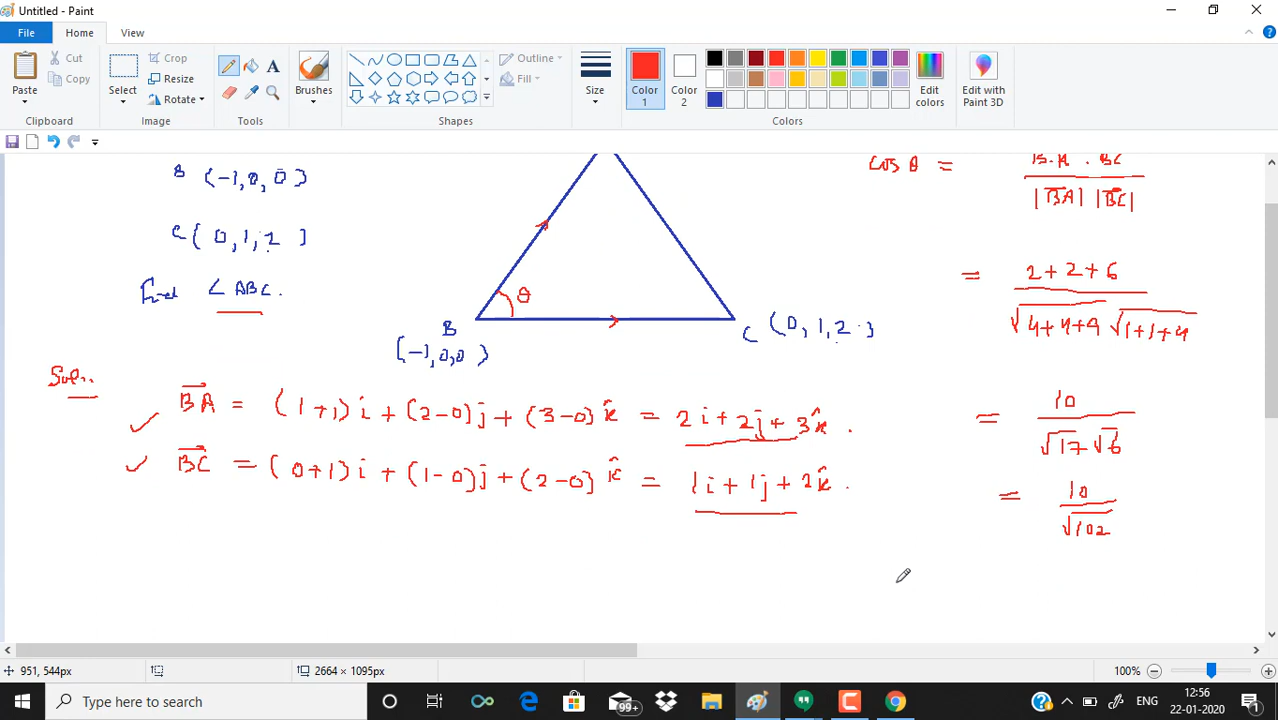 Untitled - Paint
File Home View
Paste
Cut
Copy
Clipboard
Select
Crop
Resize
Rotate
Image
Tools
Brushes
Shapes
Outline
Fill
Size
Color 1
Color 2
Edit colors
Edit with Paint 3D
Colors
B (-1, 0, 0)
C ( 0, 1, 2 )
Find ∠ ABC.
θ
B
(-1, 0, 0)
C (0, 1, 2)
cos θ = BA . BC
|BA| |BC|
= 2+2+6
√4+4+9 √1+1+4
= 10
√17 √6
= 10
√102
Soln.
BA = (1+1)i + (2-0)j + (3-0)k̂ = 2i + 2j + 3k̂ .
BC = (0+1)i + (1-0)j + (2-0)k̂ = 1i + 1j + 2k̂ .
951, 544px
2664 × 1095px
100%
Type here to search
99+
ENG
12:56
22-01-2020
1